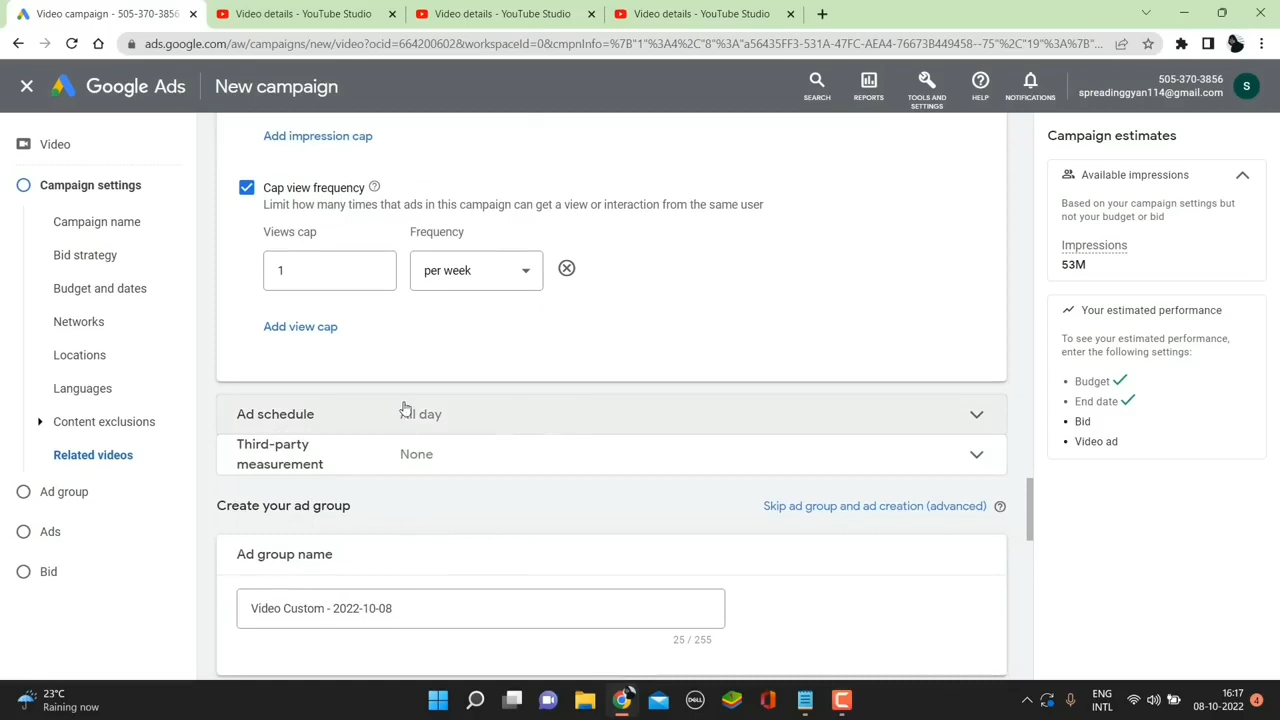 Video campaign - 505-370-3856
Video details - YouTube Studio
Video details - YouTube Studio
Video details - YouTube Studio
ads.google.com/aw/campaigns/new/video?ocid=664200602&workspaceId=0&cmpnInfo=%7B"1"%3A4%2C"8"%3A"a56435FF3-531A-47FC-AEA4-76673B449458--75"%2C"19"%3A%7B"...
Google Ads
New campaign
SEARCH
REPORTS
TOOLS AND
SETTINGS
HELP
NOTIFICATIONS
505-370-3856
spreadinggyan114@gmail.com
S
Video
Campaign settings
Campaign name
Bid strategy
Budget and dates
Networks
Locations
Languages
Content exclusions
Related videos
Ad group
Ads
Bid
Add impression cap
Cap view frequency
Limit how many times that ads in this campaign can get a view or interaction from the same user
Views cap
Frequency
1
per week
Add view cap
Ad schedule
All day
Third-party
measurement
None
Create your ad group
Skip ad group and ad creation (advanced)
Ad group name
Video Custom - 2022-10-08
25 / 255
Campaign estimates
Available impressions
Based on your campaign settings but
not your budget or bid
Impressions
53M
Your estimated performance
To see your estimated performance,
enter the following settings:
• Budget
• End date
• Bid
• Video ad
23°C
Raining now
DELL
ENG
INTL
16:17
08-10-2022
4